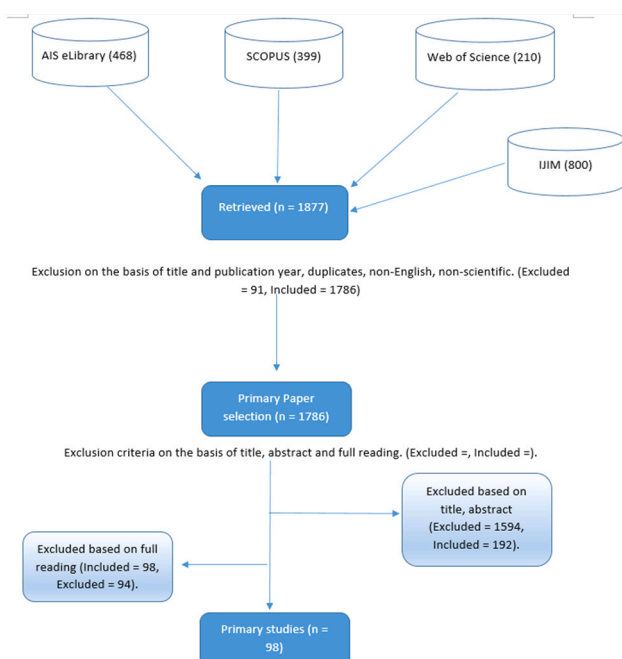 AIS eLibrary (468)
SCOPUS (399)
Web of Science (210)
IJIM (800)
Retrieved (n = 1877)
Exclusion on the basis of title and publication year, duplicates, non-English, non-scientific. (Excluded
= 91, Included = 1786)
Primary Paper
selection (n = 1786)
Exclusion criteria on the basis of title, abstract and full reading. (Excluded =, Included =).
Excluded based on
title, abstract
(Excluded = 1594,
Included = 192).
Excluded based on full
reading (Included = 98,
Excluded = 94).
Primary studies (n =
98)